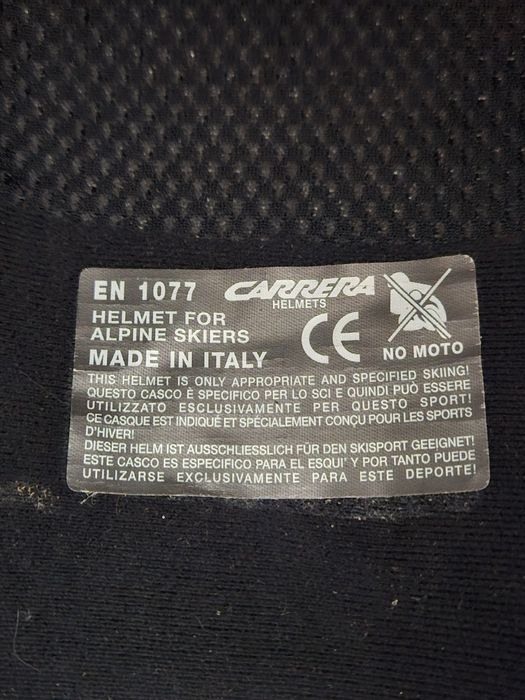 EN 1077
CARRERA
HELMETS
HELMET FOR
ALPINE SKIERS
CE
MADE IN ITALY
NO MOTO
THIS HELMET IS ONLY APPROPRIATE AND SPECIFIED SKIING!
QUESTO CASCO È SPECIFICO PER LO SCI E QUINDI PUÒ ESSERE
UTILIZZATO ESCLUSIVAMENTE PER QUESTO SPORT!
CE CASQUE EST INDIQUÉ ET SPÉCIALEMENT CONÇU POUR LES SPORTS
D'HIVER!
DIESER HELM IST AUSSCHLIESSLICH FÜR DEN SKISPORT GEEIGNET!
ESTE CASCO ES ESPECIFICO PARA EL ESQUI' Y POR TANTO PUEDE
UTILIZARSE EXCLUSIVAMENTE PARA ESTE DEPORTE!